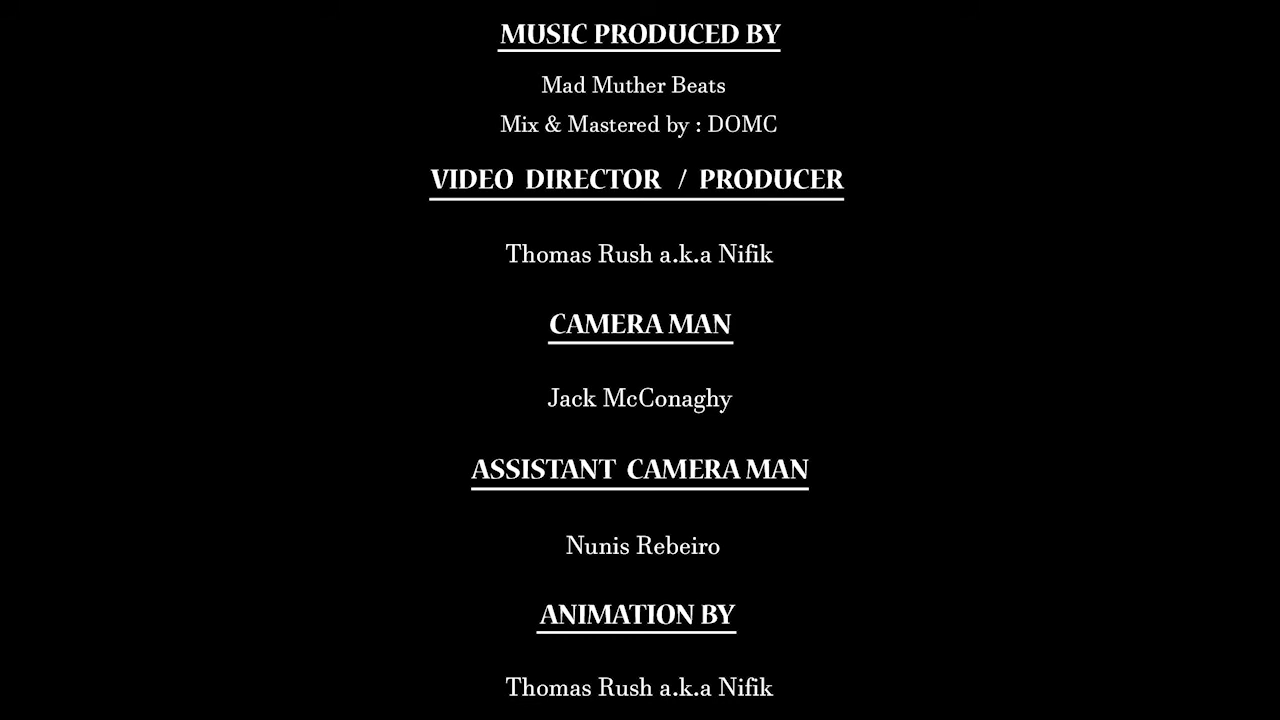 MUSIC PRODUCED BY
Mad Muther Beats
Mix & Mastered by : DOMC
VIDEO DIRECTOR / PRODUCER
Thomas Rush a.k.a Nifik
CAMERA MAN
Jack McConaghy
ASSISTANT CAMERA MAN
Nunis Rebeiro
ANIMATION BY
Thomas Rush a.k.a Nifik